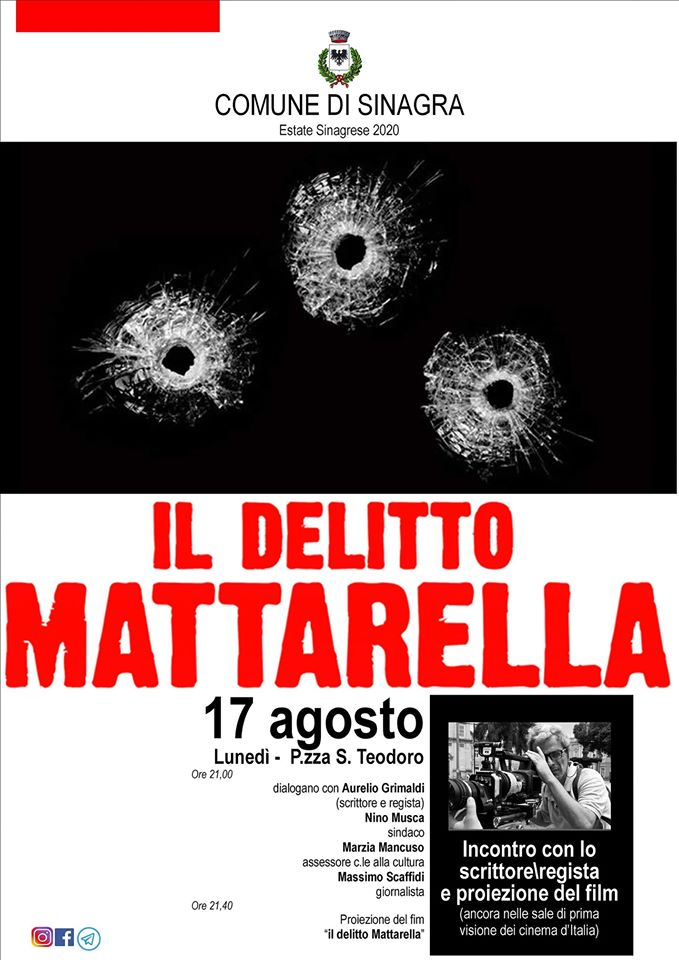 COMUNE DI SINAGRA
Estate Sinagrese 2020
IL DELITTO
MATTARELLA
17 agosto
Lunedì - P.zza S. Teodoro
Ore 21,00
dialogano con Aurelio Grimaldi
(scrittore e regista)
Nino Musca
sindaco
Marzia Mancuso
assessore c.le alla cultura
Massimo Scaffidi
giornalista
Ore 21,40
Proiezione del fim
“il delitto Mattarella”
Incontro con lo
scrittore\regista
e proiezione del film
(ancora nelle sale di prima
visione dei cinema d'Italia)